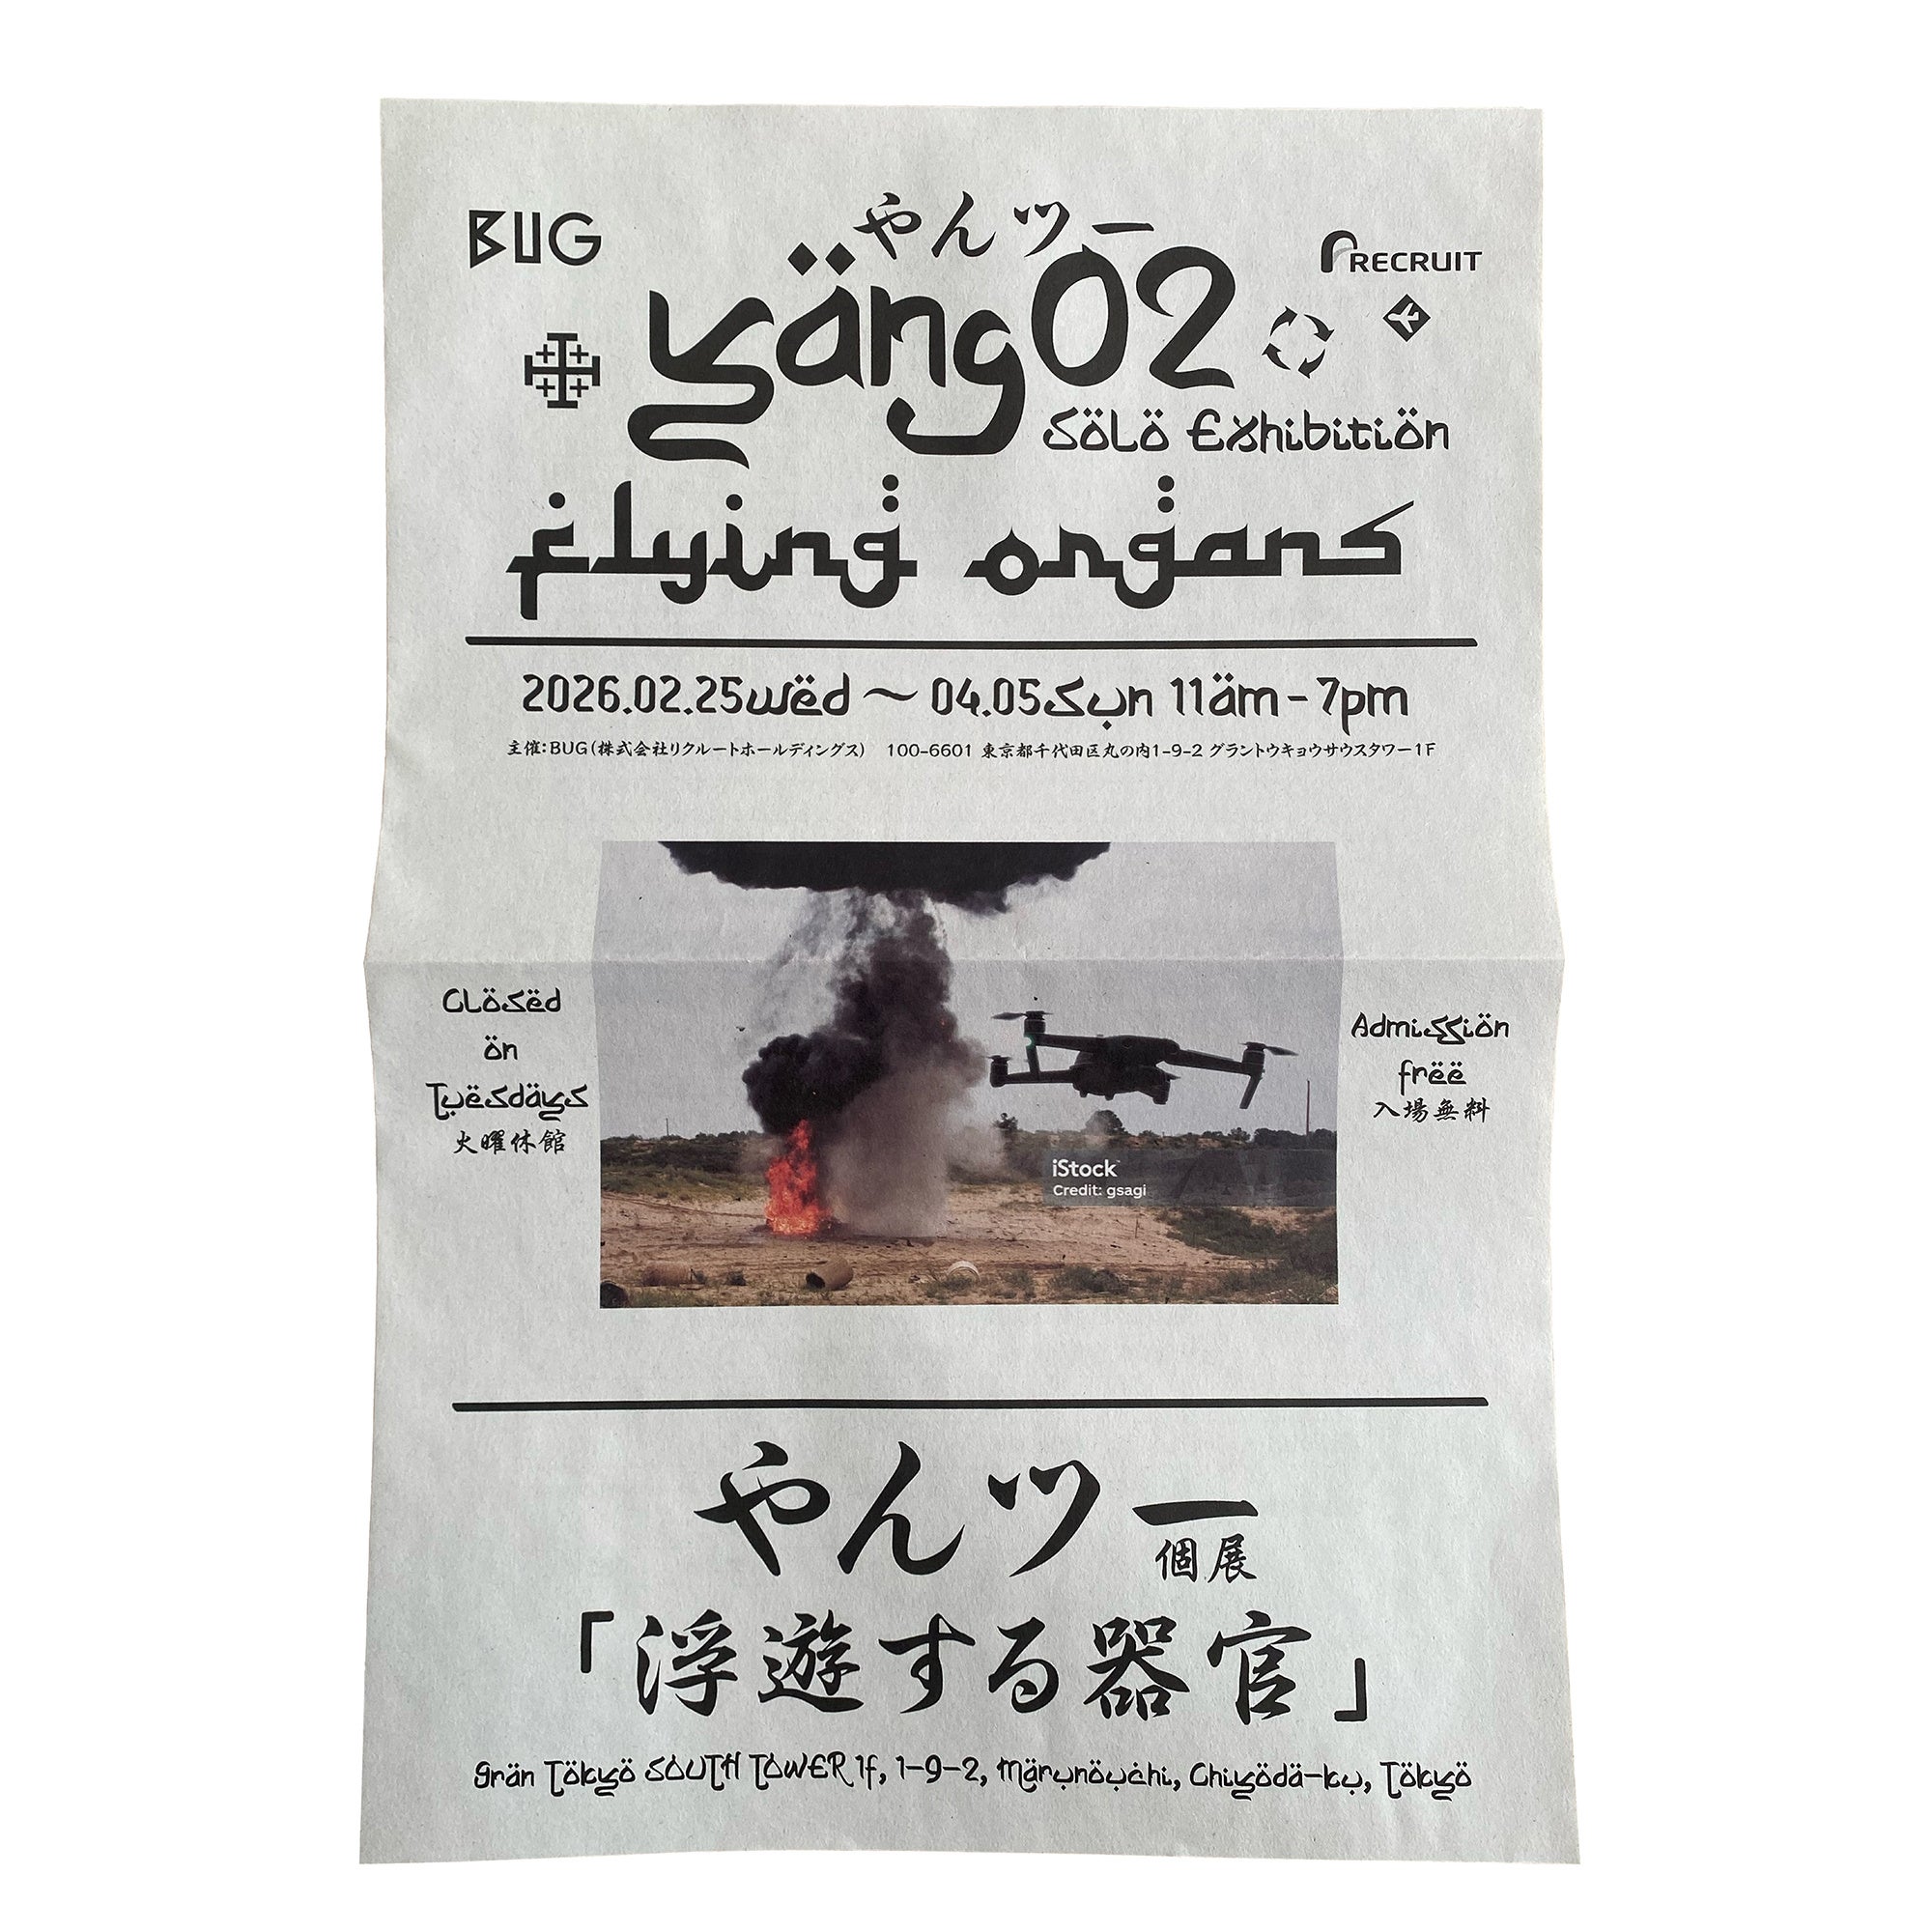 BUG
やんツー
RECRUIT
yäng02
Sölö Exhibitiön
flying organs
2026.02.25wëd～04.05Sun 11äm-7pm
主催：BUG（株式会社リクルートホールディングス） 100-6601 東京都千代田区丸の内1-9-2 グラントウキョウサウスタワー1F
Clösëd
ön
Tuësdäys
火曜休館
Admissiön
frëë
入場無料
iStock
Credit: gsagi
やんツー
個展
「浮遊する器官」
grän Tökyö SOUTH TOWER 1f, 1-9-2, Märunöuchi, Chiyödä-ku, Tökyö